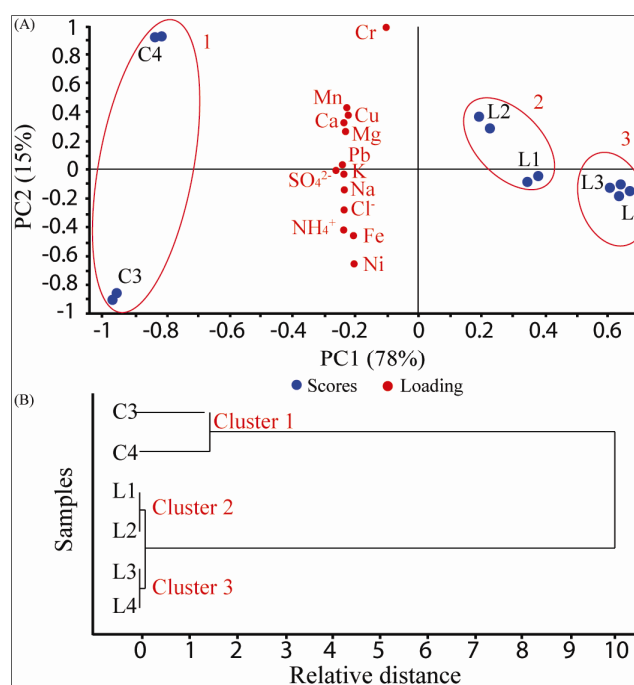 (A)
1
0.8
0.6
0.4
0.2
0
-0.2
-0.4
-0.6
-0.8
-1
PC2 (15%)
1
C4
C3
Cr
Mn
Cu
Ca
Mg
Pb
SO₄²⁻
K
Na
Cl⁻
NH₄⁺
Fe
Ni
2
L2
L1
3
L3
L
-1 -0.8 -0.6 -0.4 -0.2 0 0.2 0.4 0.6
PC1 (78%)
Scores Loading
(B)
C3
Cluster 1
C4
L1
Cluster 2
L2
L3
Cluster 3
L4
Samples
0 1 2 3 4 5 6 7 8 9 10
Relative distance